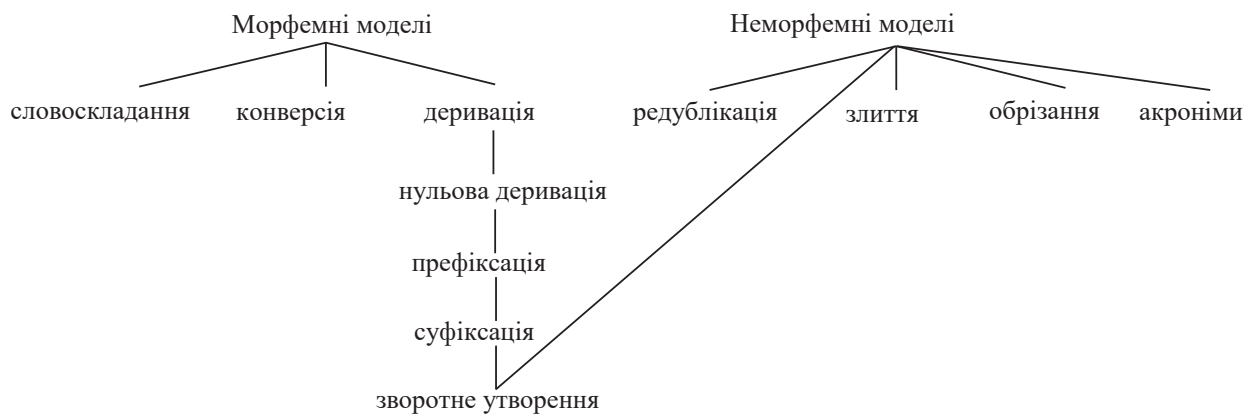 Морфемні моделі
Неморфемні моделі
словоскладання
конверсія
деривація
редублікація
злиття
обрізання
акроніми
нульова деривація
префіксація
суфіксація
зворотне утворення